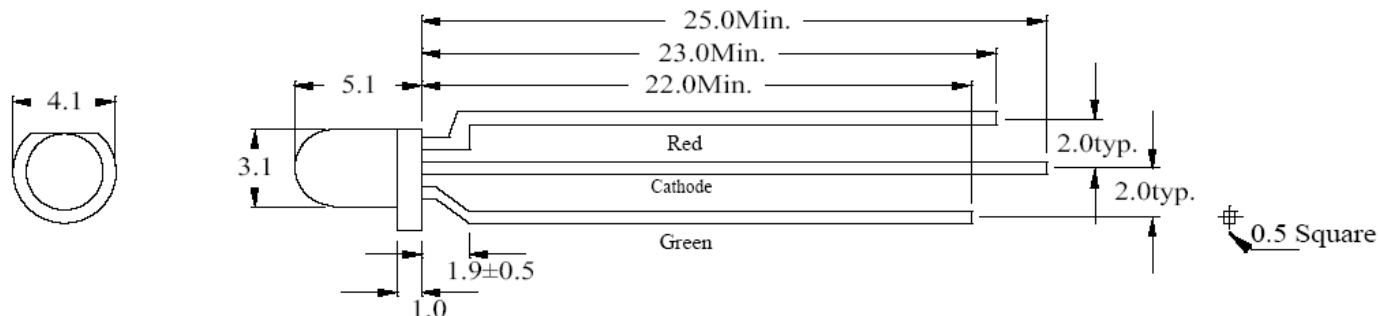 25.0Min.
23.0Min.
5.1
22.0Min.
4.1
2.0typ.
Red
3.1
Cathode
2.0typ.
Green
0.5 Square
1.9±0.5
1.0